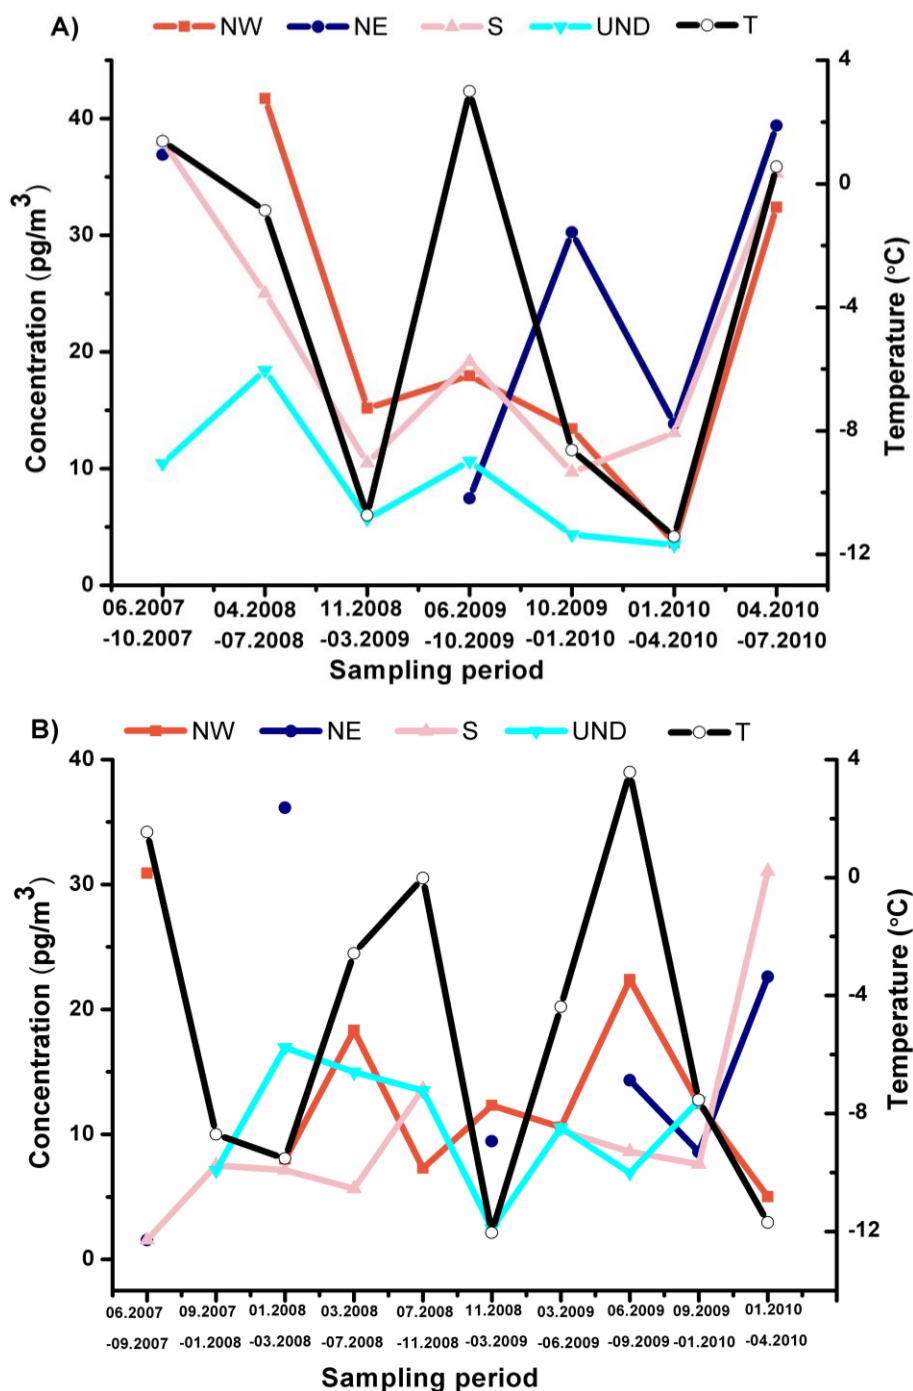 A) NW NE S UND T
Concentration (pg/m³)
40
30
20
10
0
4
0
-4
-8
-12
Temperature (°C)
06.2007 04.2008 11.2008 06.2009 10.2009 01.2010 04.2010
-10.2007 -07.2008 -03.2009 -10.2009 -01.2010 -04.2010 -07.2010
Sampling period
B) NW NE S UND T
Concentration (pg/m³)
40
30
20
10
0
4
0
-4
-8
-12
Temperature (°C)
06.2007 09.2007 01.2008 03.2008 07.2008 11.2008 03.2009 06.2009 09.2009 01.2010
-09.2007 -01.2008 -03.2008 -07.2008 -11.2008 -03.2009 -06.2009 -09.2009 -01.2010 -04.2010
Sampling period